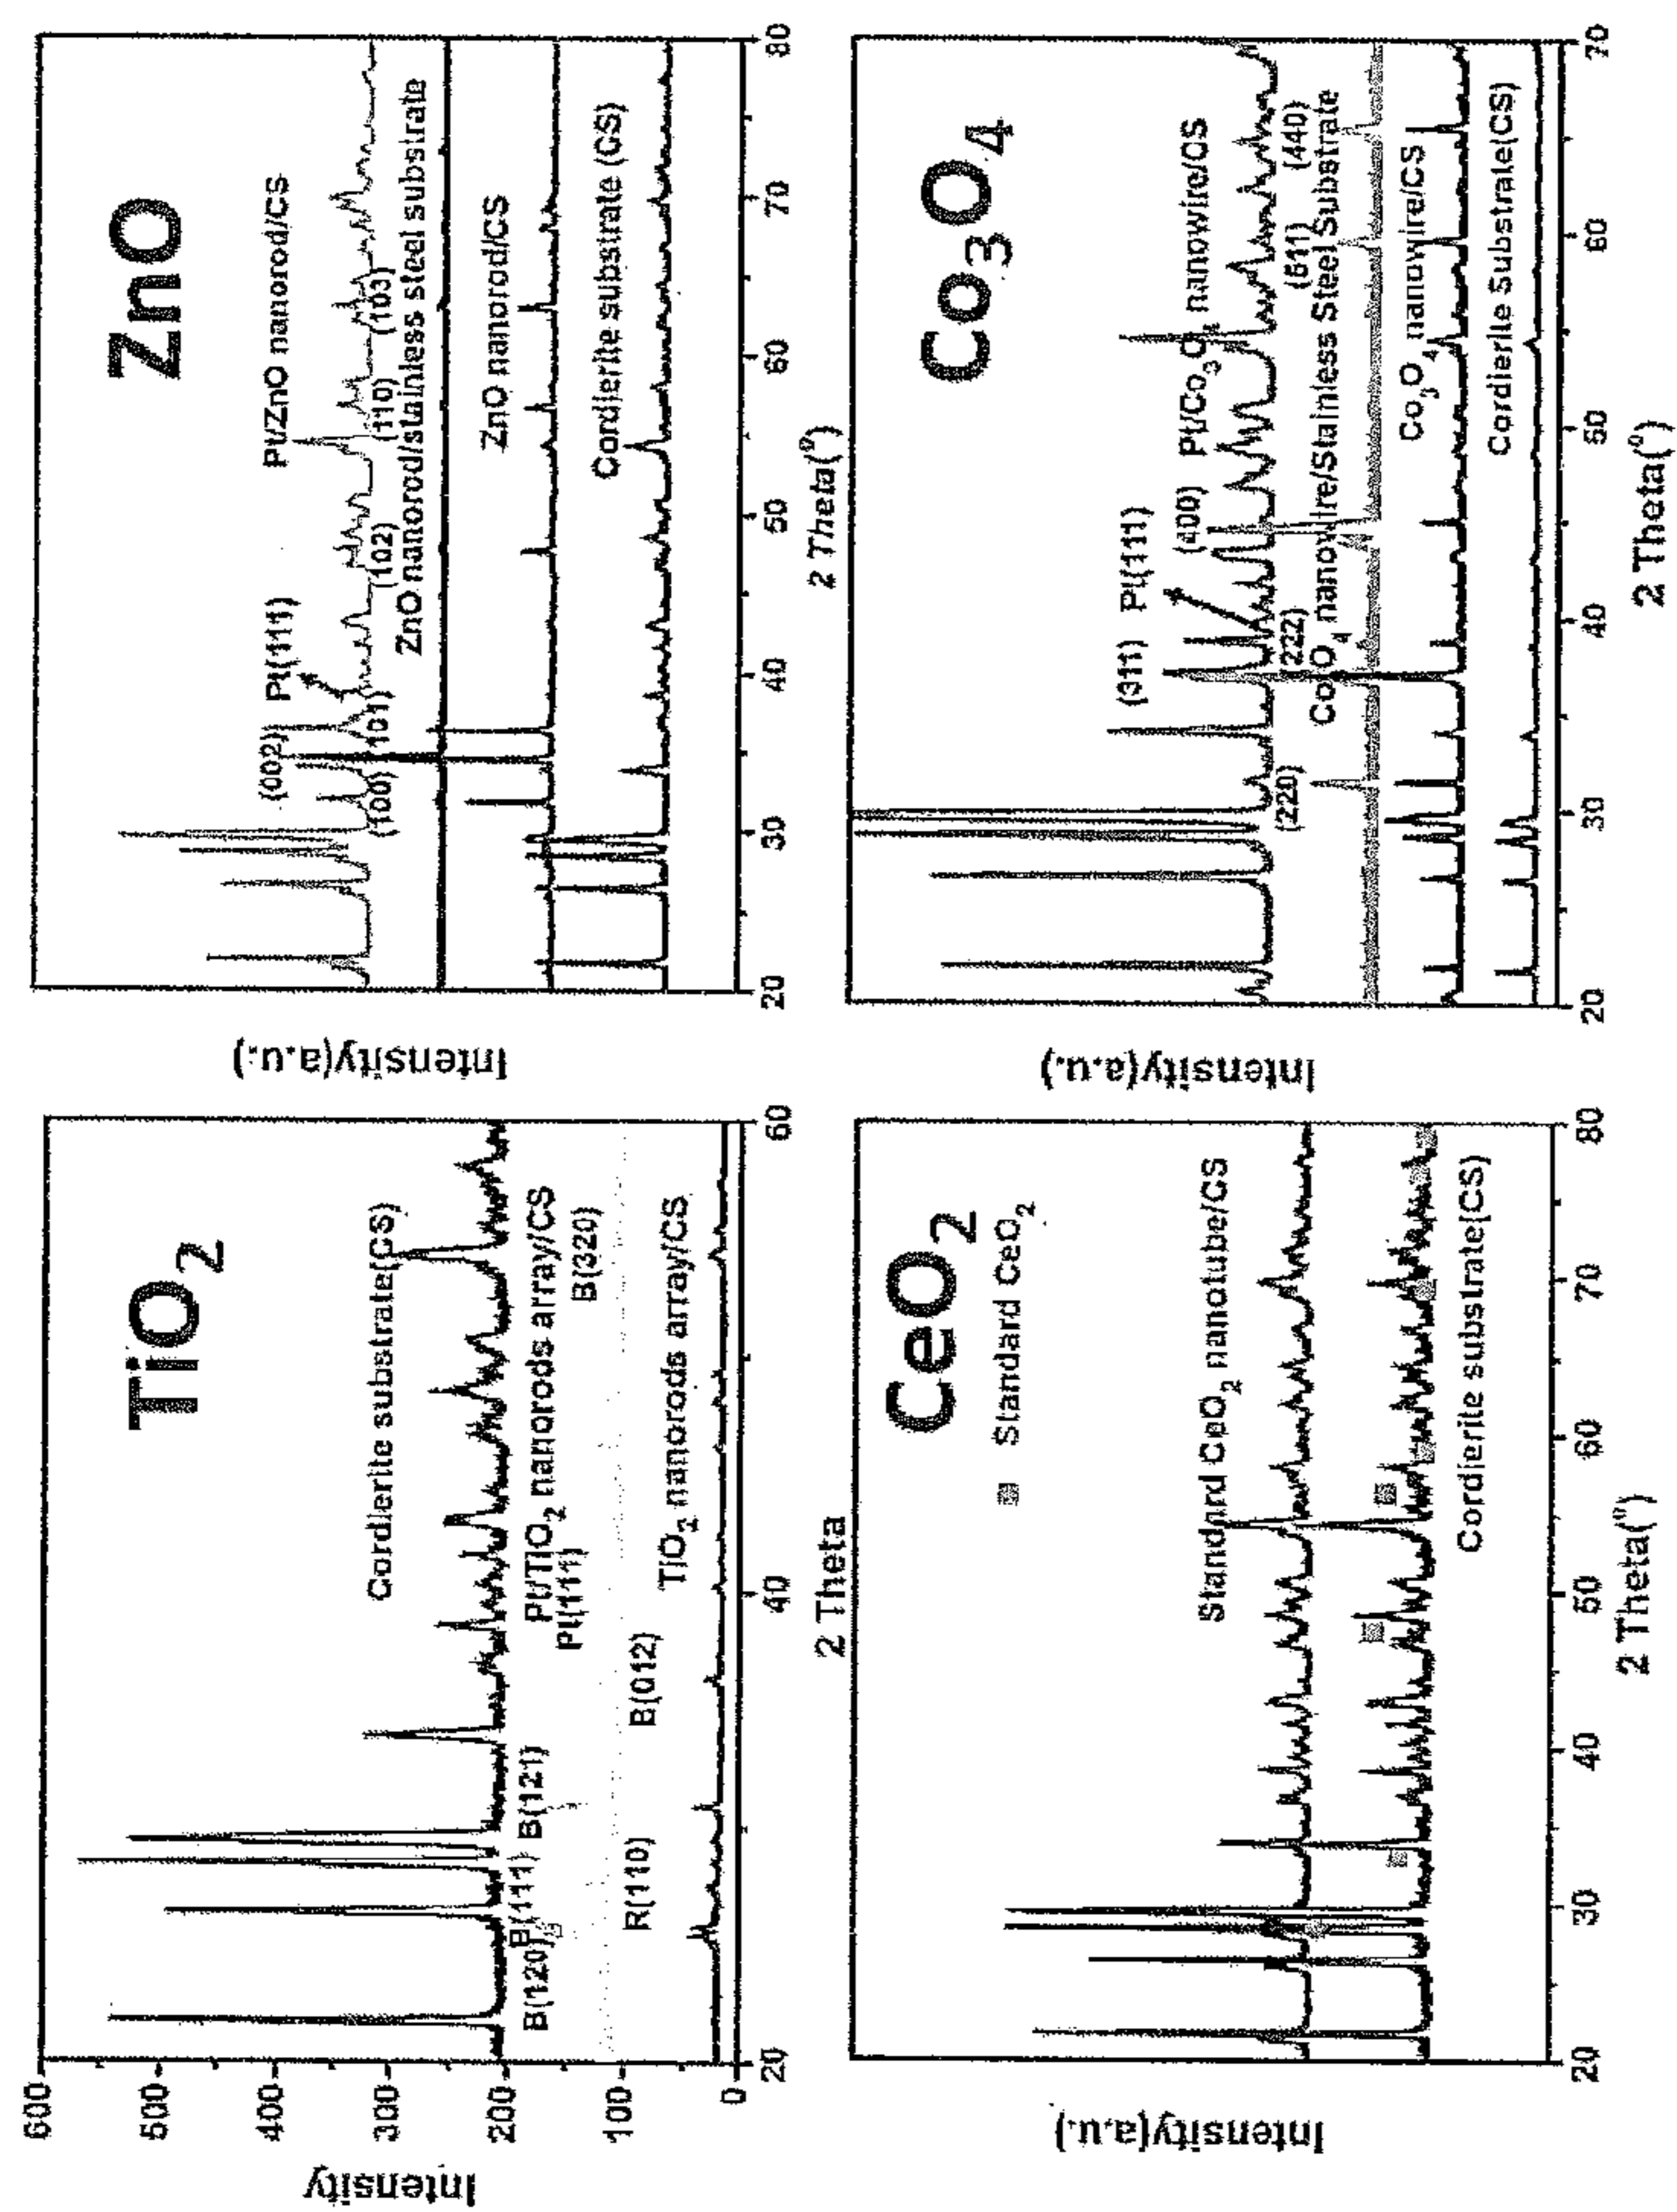 TiO2
Cordierite substrate(CS)
Pt/TiO2 nanorods array/CS
Pt(111)
B(320)
B(120)
B(111)
B(121)
TiO2 nanorods array/CS
R(110)
B(012)
600
500
400
300
200
100
0
20
40
60
Intensity
2 Theta
ZnO
Pt/ZnO nanorod/CS
Pt(111)
(002)
(100)
(101)
(102)
(110)
(103)
ZnO nanorod/stainless steel substrate
ZnO nanorod/CS
Cordierite substrate (CS)
20
30
40
50
60
70
80
Intensity(a.u.)
2 Theta(0)
CeO2
Standard CeO2
Standrd CeO2 nanotube/CS
Cordierite substrate(CS)
20
30
40
50
60
70
80
Intensity(a.u.)
2 Theta(0)
Co3O4
(311)
Pt(111)
(400)
Pt/Co3O4 nanowire/CS
(220)
(222)
(511)
(440)
Co3O4 nanowire/Stainless Steel Substrate
Co3O4 nanowire/CS
Cordierite Substrate(CS)
20
30
40
50
60
70
Intensity(a.u.)
2 Theta(0)